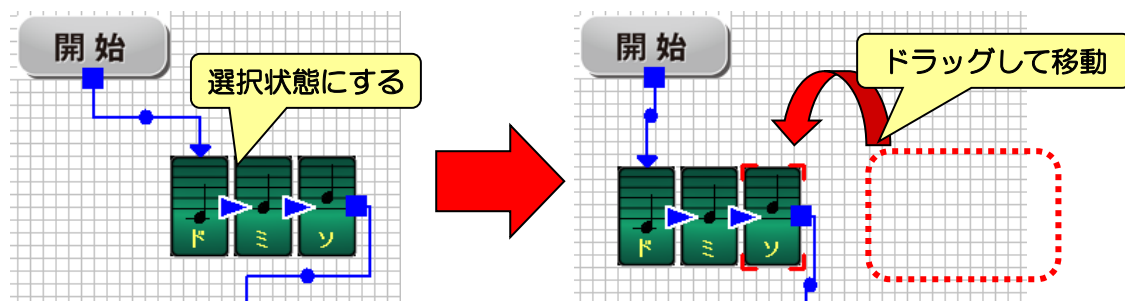 開始
選択状態にする
ド ミ ソ
開始
ドラッグして移動
ド ミ ソ